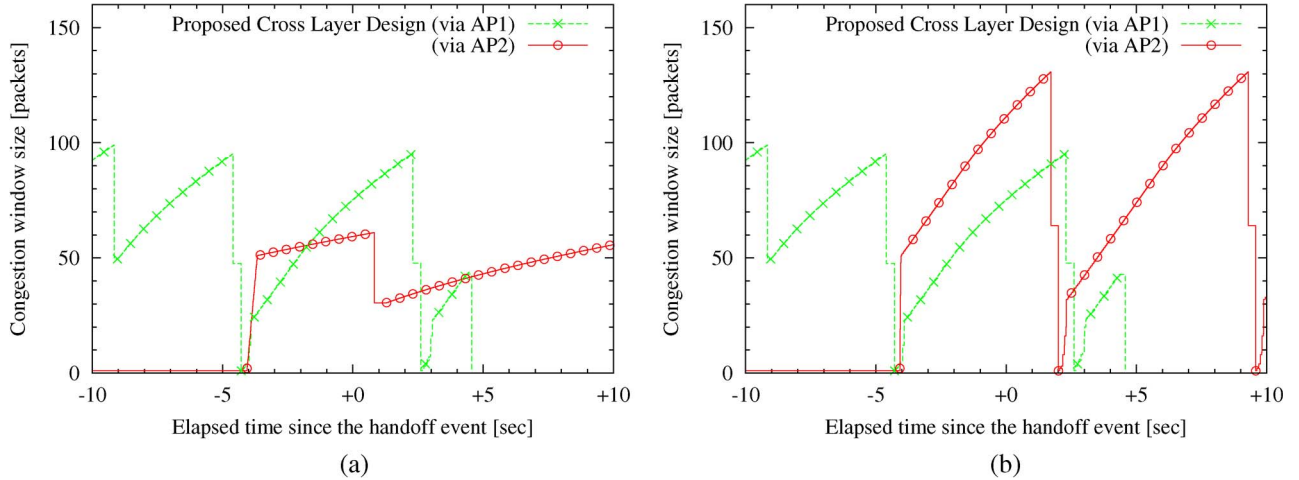 Congestion window size [packets]
Proposed Cross Layer Design (via AP1)
(via AP2)
150
100
50
0
-10
-5
+0
+5
+10
Elapsed time since the handoff event [sec]
(a)
Congestion window size [packets]
Proposed Cross Layer Design (via AP1)
(via AP2)
150
100
50
0
-10
-5
+0
+5
+10
Elapsed time since the handoff event [sec]
(b)